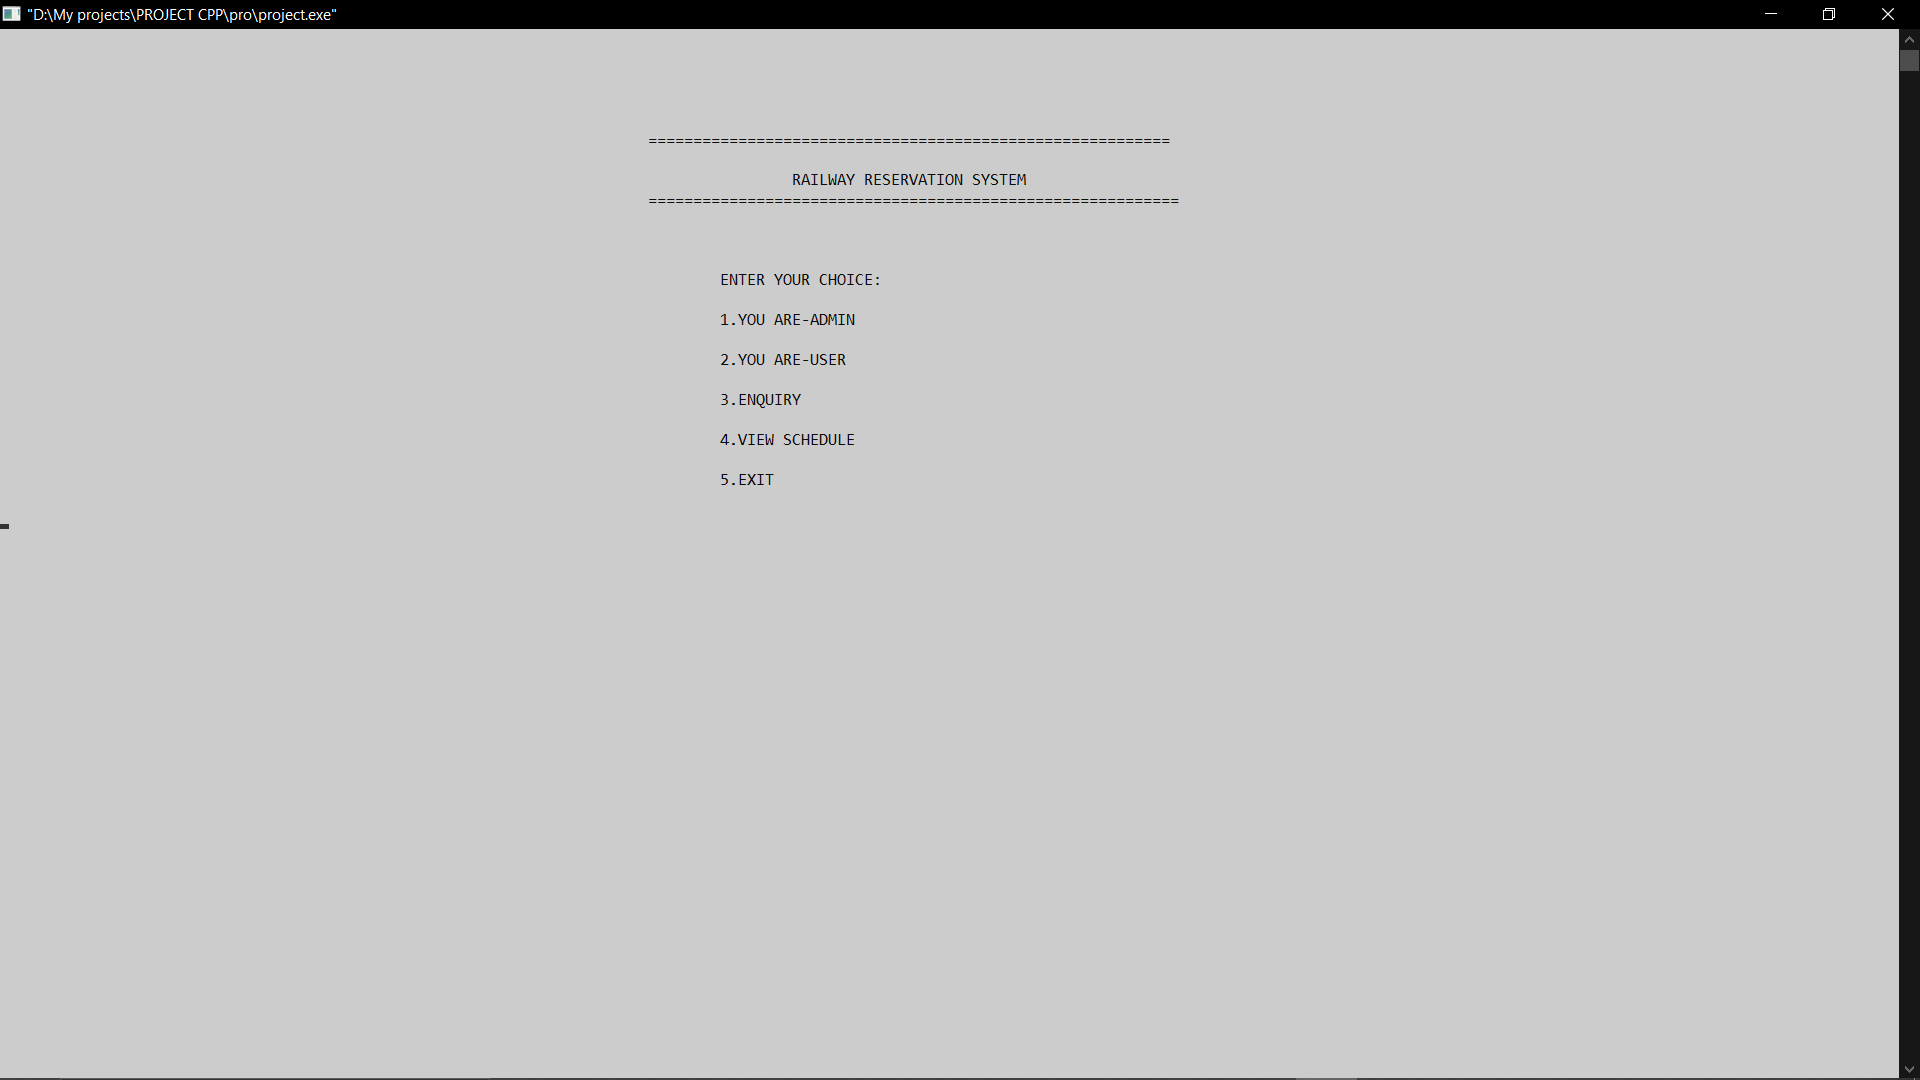 "D:\My projects\PROJECT CPP\pro\project.exe"
==========================================================
RAILWAY RESERVATION SYSTEM
===========================================================
ENTER YOUR CHOICE:
1.YOU ARE-ADMIN
2.YOU ARE-USER
3.ENQUIRY
4.VIEW SCHEDULE
5.EXIT